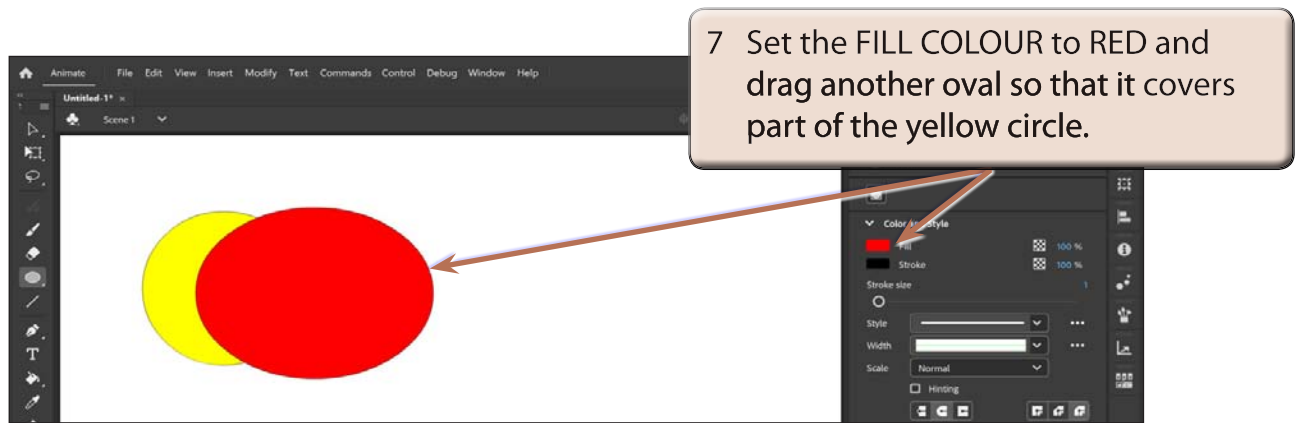 7 Set the FILL COLOUR to RED and
drag another oval so that it covers
part of the yellow circle.
Animate File Edit View Insert Modify Text Commands Control Debug Window Help
Untitled-1* ×
Scene 1
Style
Fill 100 %
Stroke 100 %
Stroke size 1
Style
Width
Scale Normal
Hinting
T